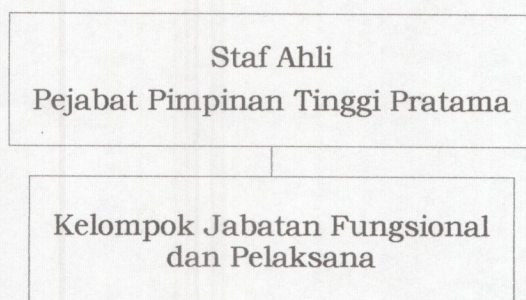 Staf Ahli
Pejabat Pimpinan Tinggi Pratama
Kelompok Jabatan Fungsional
dan Pelaksana